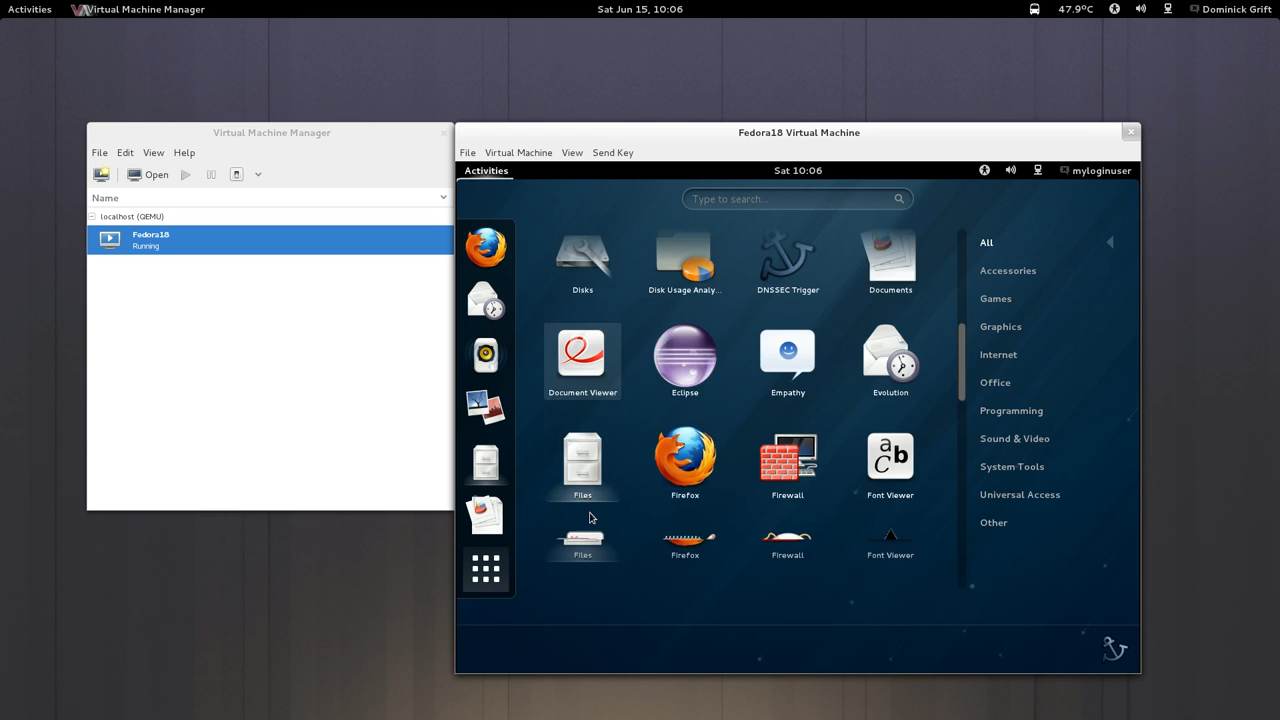 Activities
Virtual Machine Manager
Sat Jun 15, 10:06
47.9ºC
Dominick Grift
Virtual Machine Manager
File Edit View Help
Open
Name
localhost (QEMU)
Fedora18
Running
Fedora18 Virtual Machine
File Virtual Machine View Send Key
Activities
Sat 10:06
myloginuser
Type to search...
Disks
Disk Usage Analy...
DNSSEC Trigger
Documents
Document Viewer
Eclipse
Empathy
Evolution
Files
Firefox
Firewall
a b
C
Font Viewer
Files
Firefox
Firewall
Font Viewer
All
Accessories
Games
Graphics
Internet
Office
Programming
Sound & Video
System Tools
Universal Access
Other